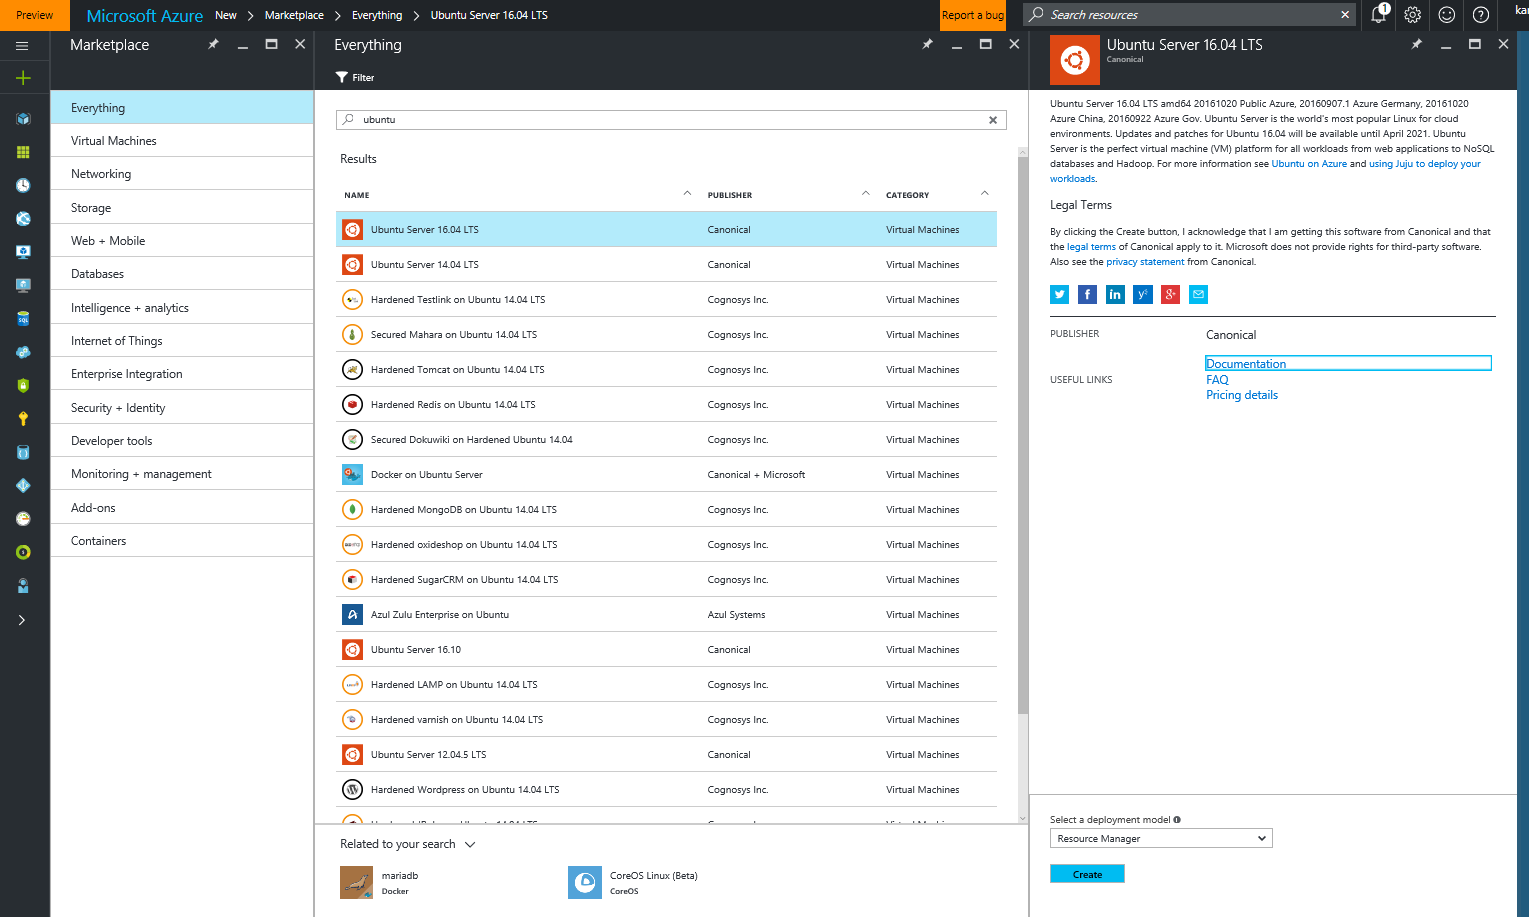 Preview
Microsoft Azure New > Marketplace > Everything > Ubuntu Server 16.04 LTS
Report a bug
Search resources
1
Marketplace
Everything
Virtual Machines
Networking
Storage
Web + Mobile
Databases
Intelligence + analytics
Internet of Things
Enterprise Integration
Security + Identity
Developer tools
Monitoring + management
Add-ons
Containers
Everything
Filter
ubuntu
Results
NAME PUBLISHER CATEGORY
Ubuntu Server 16.04 LTS Canonical Virtual Machines
Ubuntu Server 14.04 LTS Canonical Virtual Machines
Hardened Testlink on Ubuntu 14.04 LTS Cognosys Inc. Virtual Machines
Secured Mahara on Ubuntu 14.04 LTS Cognosys Inc. Virtual Machines
Hardened Tomcat on Ubuntu 14.04 LTS Cognosys Inc. Virtual Machines
Hardened Redis on Ubuntu 14.04 LTS Cognosys Inc. Virtual Machines
Secured Dokuwiki on Hardened Ubuntu 14.04 Cognosys Inc. Virtual Machines
Docker on Ubuntu Server Canonical + Microsoft Virtual Machines
Hardened MongoDB on Ubuntu 14.04 LTS Cognosys Inc. Virtual Machines
Hardened oxideshop on Ubuntu 14.04 LTS Cognosys Inc. Virtual Machines
Hardened SugarCRM on Ubuntu 14.04 LTS Cognosys Inc. Virtual Machines
Azul Zulu Enterprise on Ubuntu Azul Systems Virtual Machines
Ubuntu Server 16.10 Canonical Virtual Machines
Hardened LAMP on Ubuntu 14.04 LTS Cognosys Inc. Virtual Machines
Hardened varnish on Ubuntu 14.04 LTS Cognosys Inc. Virtual Machines
Ubuntu Server 12.04.5 LTS Canonical Virtual Machines
Hardened Wordpress on Ubuntu 14.04 LTS Cognosys Inc. Virtual Machines
Related to your search
mariadb
Docker
CoreOS Linux (Beta)
CoreOS
Ubuntu Server 16.04 LTS
Canonical
Ubuntu Server 16.04 LTS amd64 20161020 Public Azure, 20160907.1 Azure Germany, 20161020
Azure China, 20160922 Azure Gov. Ubuntu Server is the world's most popular Linux for cloud
environments. Updates and patches for Ubuntu 16.04 will be available until April 2021. Ubuntu
Server is the perfect virtual machine (VM) platform for all workloads from web applications to NoSQL
databases and Hadoop. For more information see Ubuntu on Azure and using Juju to deploy your
workloads.
Legal Terms
By clicking the Create button, I acknowledge that I am getting this software from Canonical and that
the legal terms of Canonical apply to it. Microsoft does not provide rights for third-party software.
Also see the privacy statement from Canonical.
PUBLISHER Canonical
USEFUL LINKS
Documentation
FAQ
Pricing details
Select a deployment model
Resource Manager
Create